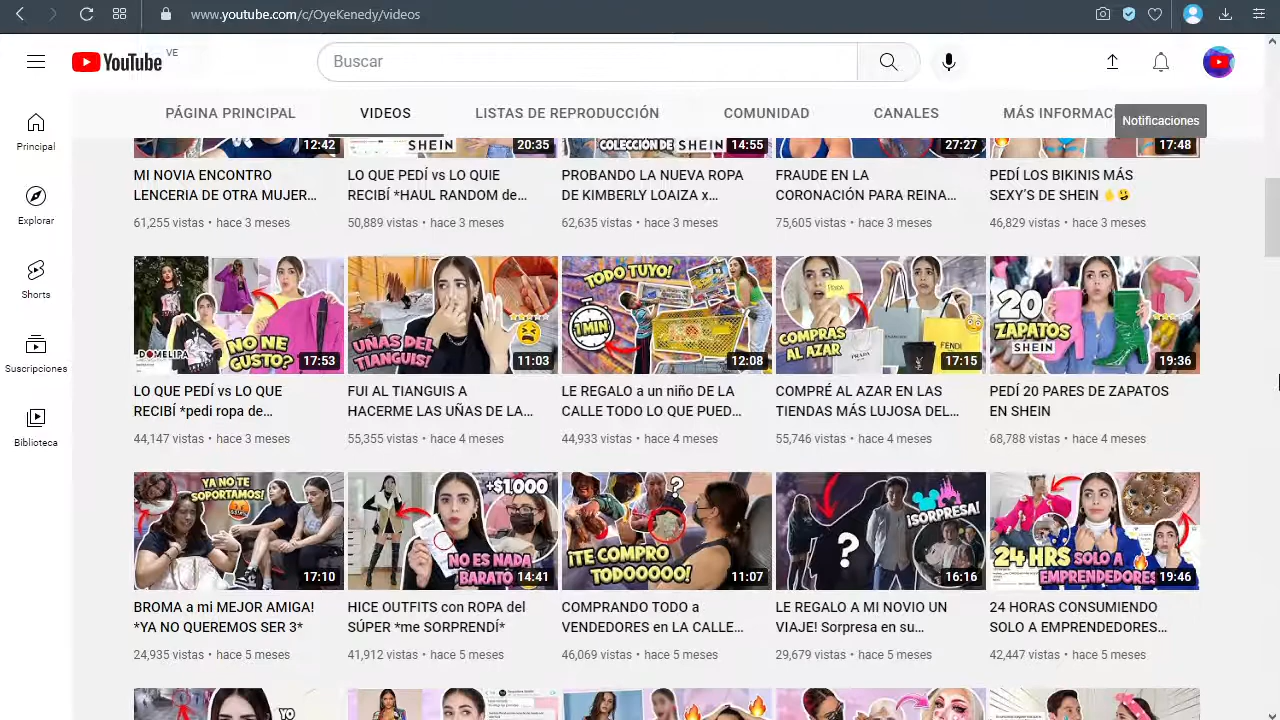 www.youtube.com/c/OyeKenedy/videos
YouTube VE
Buscar
PÁGINA PRINCIPAL VIDEOS LISTAS DE REPRODUCCIÓN COMUNIDAD CANALES MÁS INFORMAC
Notificaciones
Principal
Explorar
Shorts
Suscripciones
Biblioteca
12:42
SHEIN 20:35
COLECCIÓN DE SHEIN 14:55
27:27
17:48
MI NOVIA ENCONTRO
LENCERIA DE OTRA MUJER...
61,255 vistas • hace 3 meses
LO QUE PEDÍ vs LO QUIE
RECIBÍ *HAUL RANDOM de...
50,889 vistas • hace 3 meses
PROBANDO LA NUEVA ROPA
DE KIMBERLY LOAIZA x...
62,635 vistas • hace 3 meses
FRAUDE EN LA
CORONACIÓN PARA REINA...
75,605 vistas • hace 3 meses
PEDÍ LOS BIKINIS MÁS
SEXY´S DE SHEIN
46,829 vistas • hace 3 meses
DOMELIPA
NO NE
GUSTO?
17:53
LO QUE PEDÍ vs LO QUE
RECIBÍ *pedi ropa de...
44,147 vistas • hace 3 meses
UÑAS DEL
TIANGUIS!
11:03
FUI AL TIANGUIS A
HACERME LAS UÑAS DE LA...
55,355 vistas • hace 4 meses
TODO TUYO!
1 MIN
12:08
LE REGALO a un niño DE LA
CALLE TODO LO QUE PUED...
44,933 vistas • hace 4 meses
FENDI
PRADA
FENDI
COMPRAS
AL AZAR
17:15
COMPRÉ AL AZAR EN LAS
TIENDAS MÁS LUJOSA DEL...
55,746 vistas • hace 4 meses
20
ZAPATOS
SHEIN
19:36
PEDÍ 20 PARES DE ZAPATOS
EN SHEIN
68,788 vistas • hace 4 meses
YA NO TE
SOPORTAMOS!
17:10
BROMA a mi MEJOR AMIGA!
*YA NO QUEREMOS SER 3*
24,935 vistas • hace 5 meses
+$1,000
NO ES NADA
BARATO
14:41
HICE OUTFITS con ROPA del
SÚPER *me SORPRENDÍ*
41,912 vistas • hace 5 meses
?
¡TE COMPRO
TODOOOOO!
11:07
COMPRANDO TODO a
VENDEDORES en LA CALLE...
46,069 vistas • hace 5 meses
¡SORPRESA!
?
16:16
LE REGALO A MI NOVIO UN
VIAJE! Sorpresa en su...
29,679 vistas • hace 5 meses
24 HRS SOLO A
EMPRENDEDORES
19:46
24 HORAS CONSUMIENDO
SOLO A EMPRENDEDORES...
42,447 vistas • hace 5 meses
YO